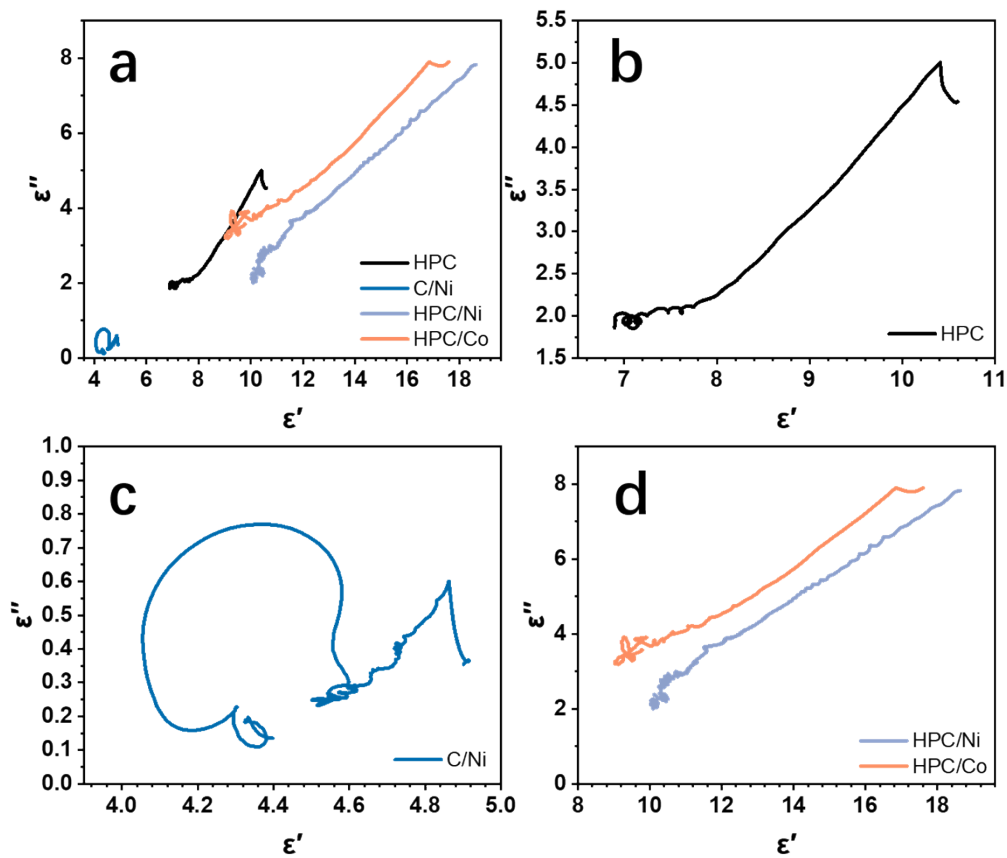 a
ε″
8
6
4
2
0
HPC
C/Ni
HPC/Ni
HPC/Co
4 6 8 10 12 14 16 18
ε′
b
ε″
5.5
5.0
4.5
4.0
3.5
3.0
2.5
2.0
1.5
HPC
7 8 9 10 11
ε′
c
ε″
1.0
0.9
0.8
0.7
0.6
0.5
0.4
0.3
0.2
0.1
0.0
C/Ni
4.0 4.2 4.4 4.6 4.8 5.0
ε′
d
ε″
8
6
4
2
0
HPC/Ni
HPC/Co
8 10 12 14 16 18
ε′